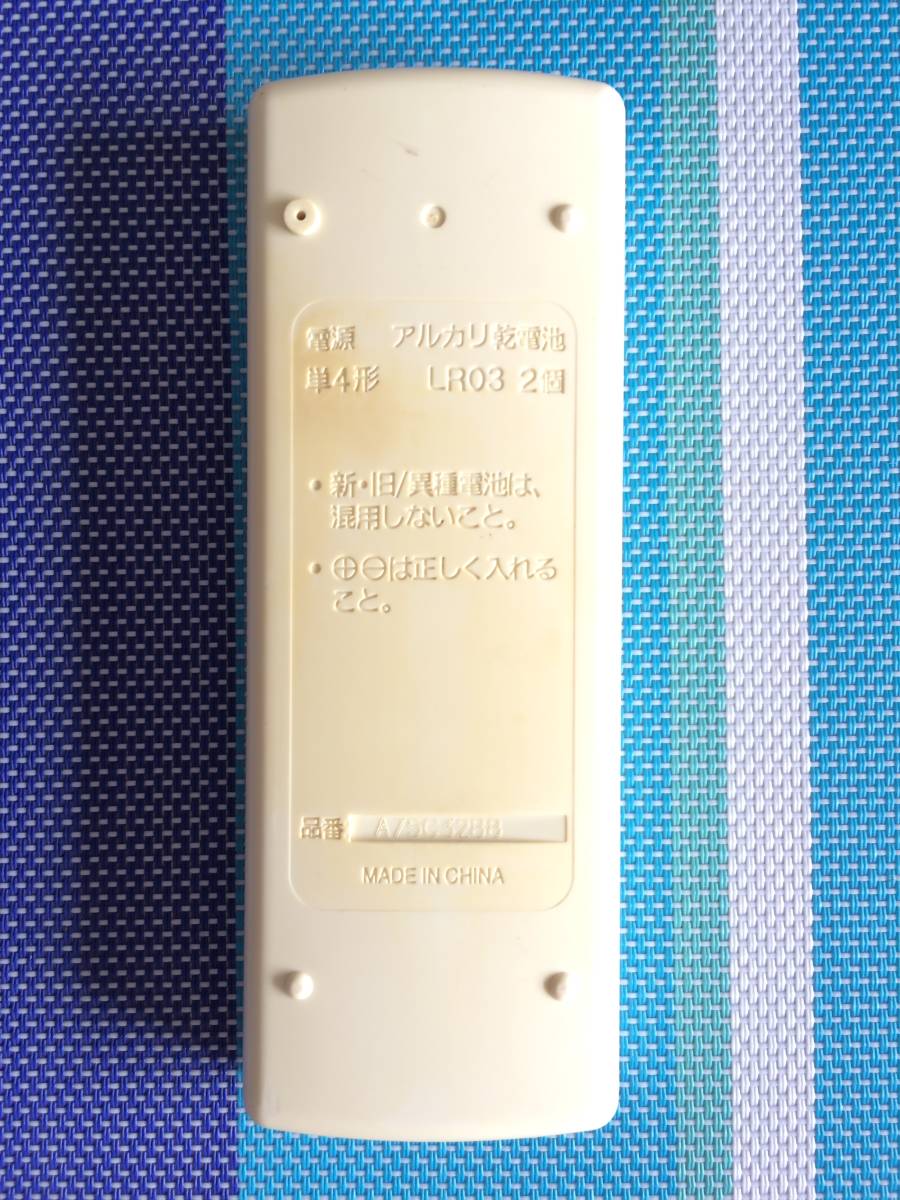 電源 アルカリ乾電池
単4形 LR03 2個
・新・旧/異種電池は、
混用しないこと。
・⊕⊖は正しく入れる
こと。
品番 A75C3288
MADE IN CHINA